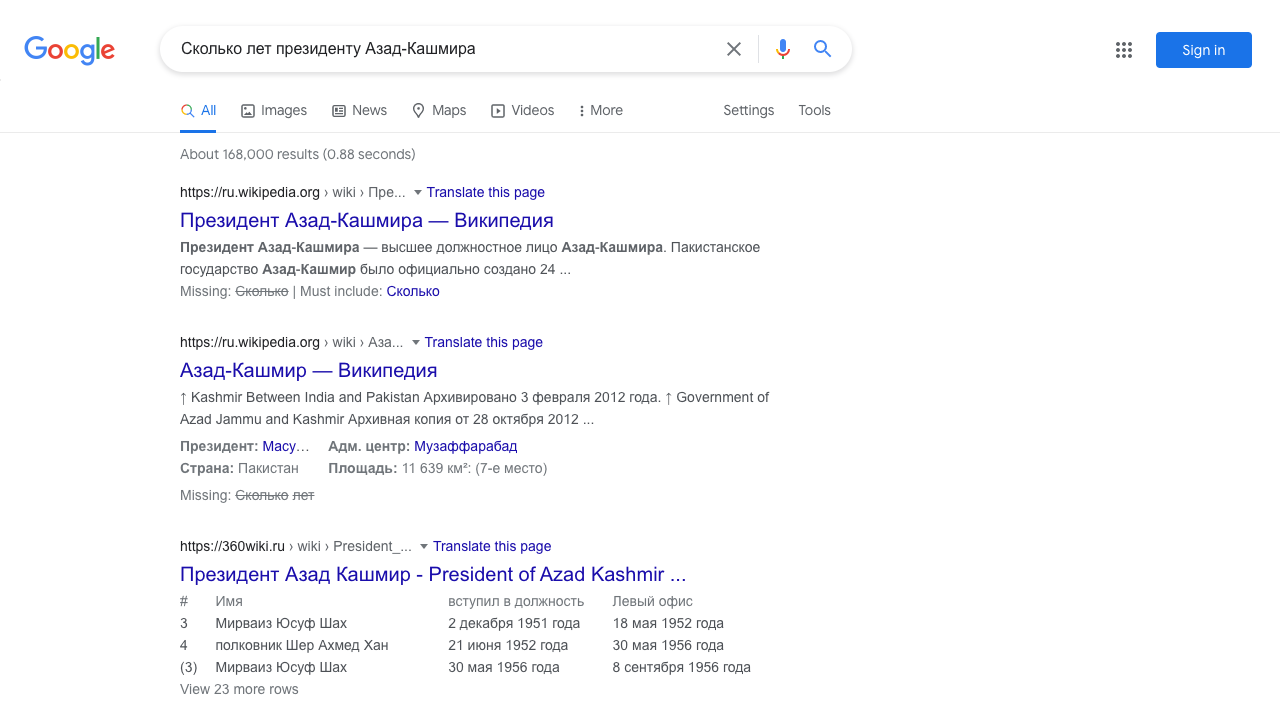 Google
Сколько лет президенту Азад-Кашмира
Sign in
All Images News Maps Videos More Settings Tools
About 168,000 results (0.88 seconds)
https://ru.wikipedia.org › wiki › Пре... Translate this page
Президент Азад-Кашмира — Википедия
Президент Азад-Кашмира — высшее должностное лицо Азад-Кашмира. Пакистанское
государство Азад-Кашмир было официально создано 24 ...
Missing: Сколько | Must include: Сколько
https://ru.wikipedia.org › wiki › Аза... Translate this page
Азад-Кашмир — Википедия
↑ Kashmir Between India and Pakistan Архивировано 3 февраля 2012 года. ↑ Government of
Azad Jammu and Kashmir Архивная копия от 28 октября 2012 ...
Президент: Масу... Адм. центр: Музаффарабад
Страна: Пакистан Площадь: 11 639 км²: (7-е место)
Missing: Сколько лет
https://360wiki.ru › wiki › President_... Translate this page
Президент Азад Кашмир - President of Azad Kashmir ...
# Имя вступил в должность Левый офис
3 Мирваиз Юсуф Шах 2 декабря 1951 года 18 мая 1952 года
4 полковник Шер Ахмед Хан 21 июня 1952 года 30 мая 1956 года
(3) Мирваиз Юсуф Шах 30 мая 1956 года 8 сентября 1956 года
View 23 more rows